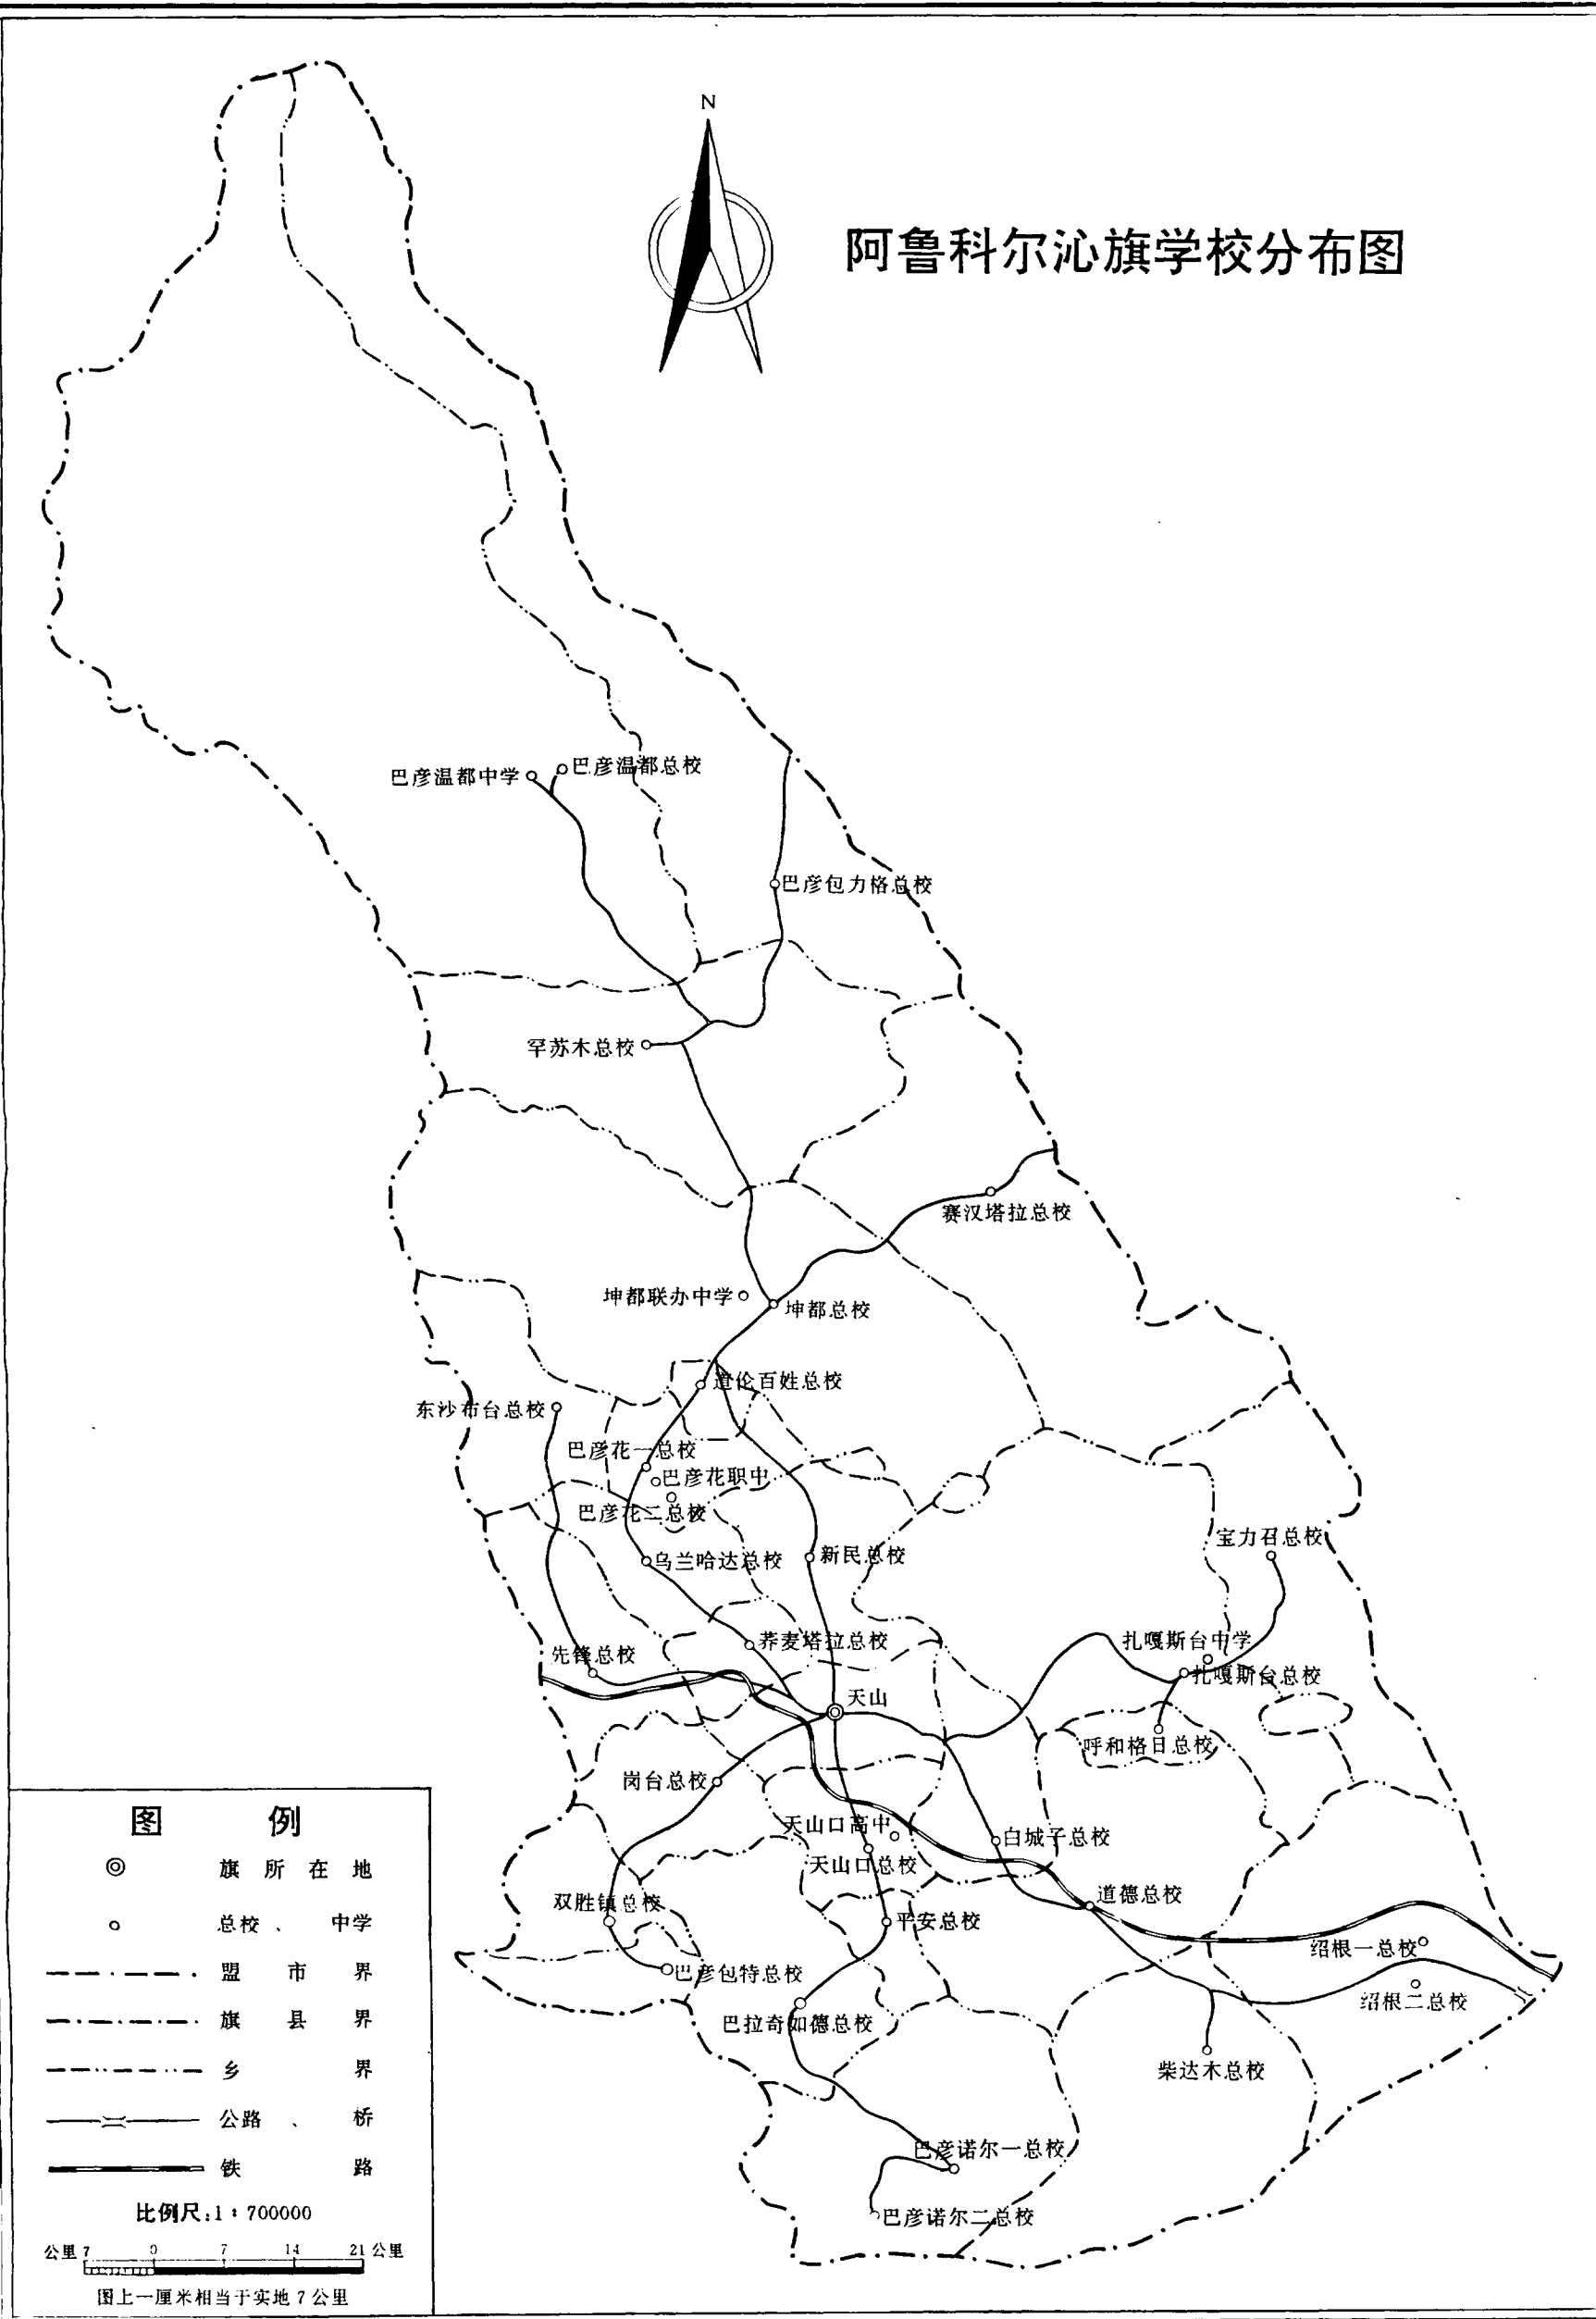 N
阿鲁科尔沁旗学校分布图
巴彦温都中学
巴彦温都总校
巴彦包力格总校
罕苏木总校
赛汉塔拉总校
坤都联办中学
坤都总校
道伦百姓总校
东沙布台总校
巴彦花一总校
巴彦花职中
巴彦花二总校
乌兰哈达总校
新民总校
宝力召总校
荞麦塔拉总校
先锋总校
扎嘎斯台中学
扎嘎斯台总校
天山
呼和格日总校
岗台总校
天山口高中
白城子总校
天山口总校
双胜镇总校
道德总校
平安总校
绍根一总校
巴彦包特总校
绍根二总校
巴拉奇如德总校
柴达木总校
巴彦诺尔一总校
巴彦诺尔二总校
图 例
旗所在地
总校、中学
盟市界
旗县界
乡界
公路、桥
铁路
比例尺:1:700000
公里 7 0 7 14 21 公里
图上一厘米相当于实地7公里